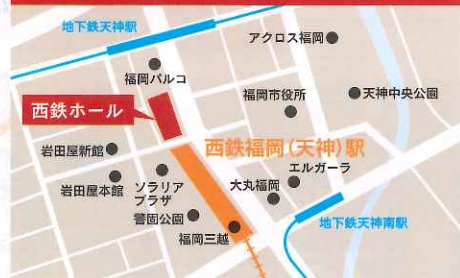 地下鉄天神駅
アクロス福岡
福岡パルコ
福岡市役所
天神中央公園
西鉄ホール
岩田屋新館
西鉄福岡(天神)駅
岩田屋本館
ソラリア
プラザ
エルガーラ
大丸福岡
警固公園
福岡三越
地下鉄天神南駅